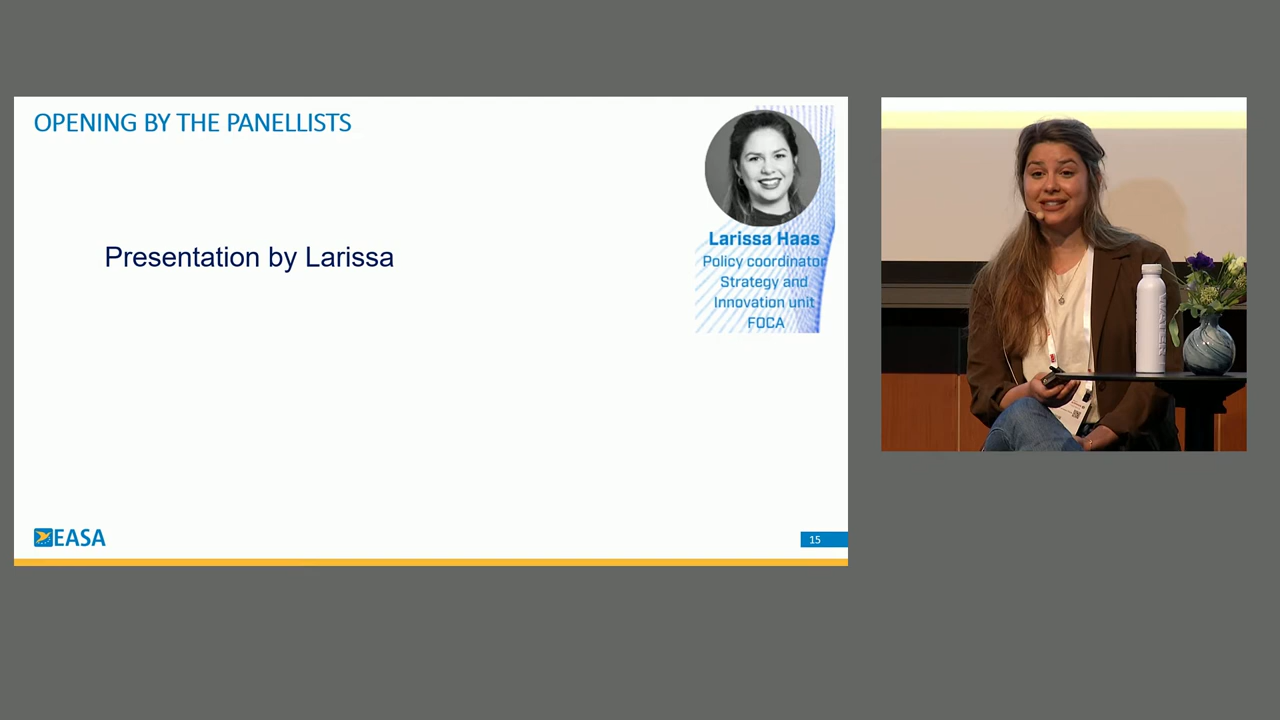 OPENING BY THE PANELLISTS
Presentation by Larissa
Larissa Haas
Policy coordinator
Strategy and
Innovation unit
FOCA
EASA
15